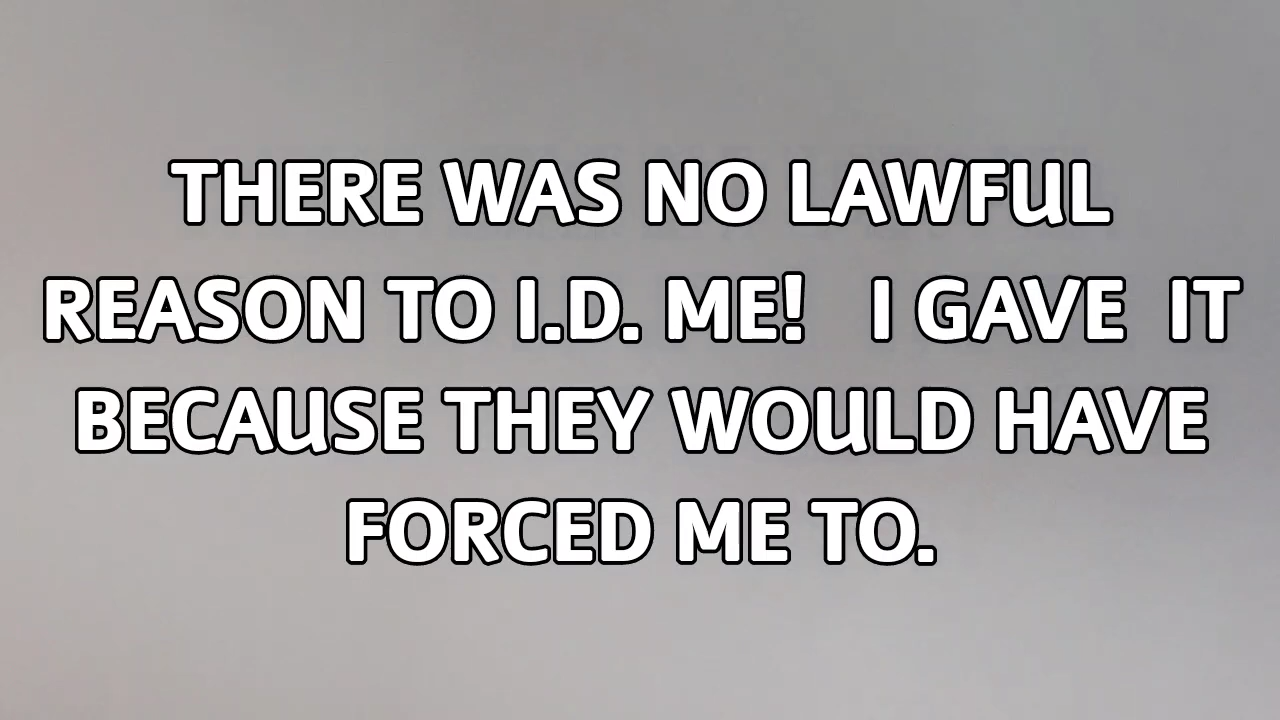 THERE WAS NO LAWFUL
REASON TO I.D. ME!   I GAVE  IT
BECAUSE THEY WOULD HAVE
FORCED ME TO.